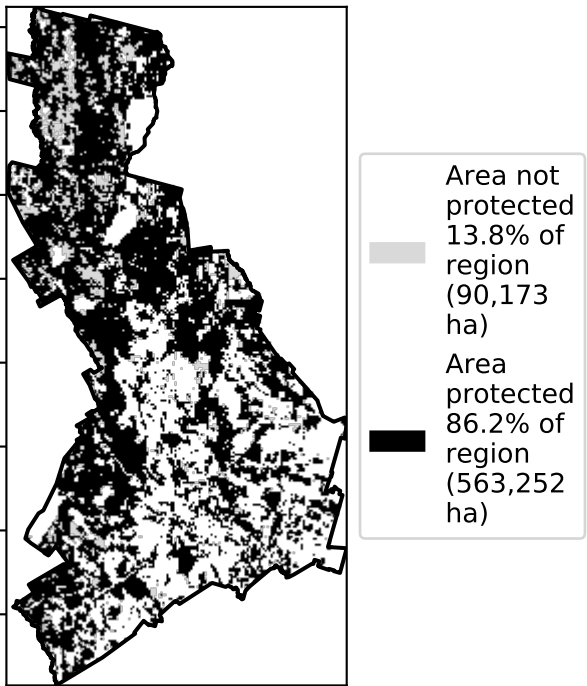 Area not
protected
13.8% of
region
(90,173
ha)
Area
protected
86.2% of
region
(563,252
ha)